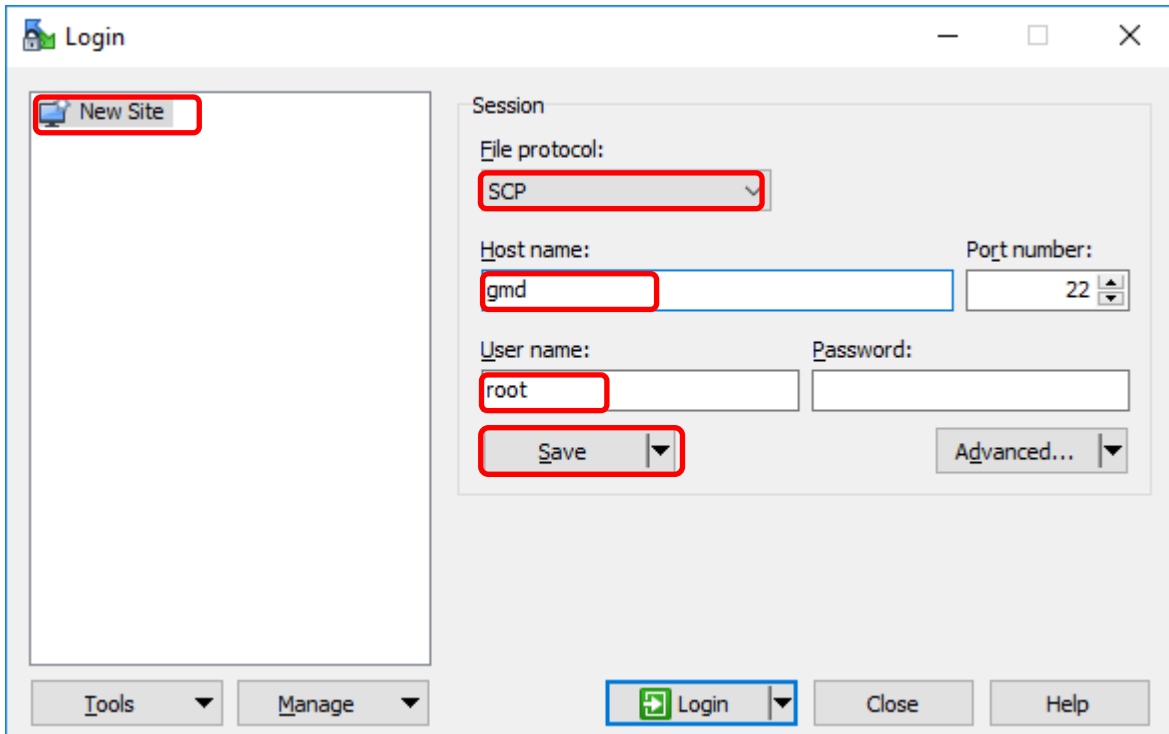 Login
New Site
Session
File protocol:
SCP
Host name:
Port number:
gmd
22
User name:
Password:
root
Save
Advanced...
Tools
Manage
Login
Close
Help